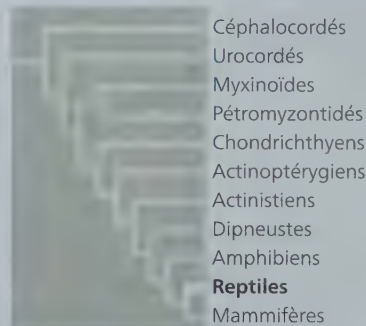 Céphalocordés
Urocordés
Myxinoïdes
Pétromyzontidés
Chondrichthyens
Actinoptérygiens
Actinistiens
Dipneustes
Amphibiens
Reptiles
Mammifères